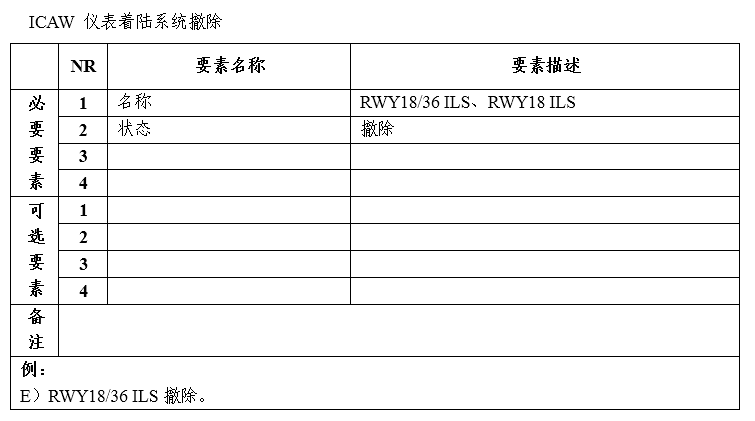 ICAW 仪表着陆系统撤除
NR 要素名称 要素描述
必要要素
1 名称 RWY18/36 ILS、RWY18 ILS
2 状态 撤除
3
4
可选要素
1
2
3
4
备注
例：
E）RWY18/36 ILS 撤除。